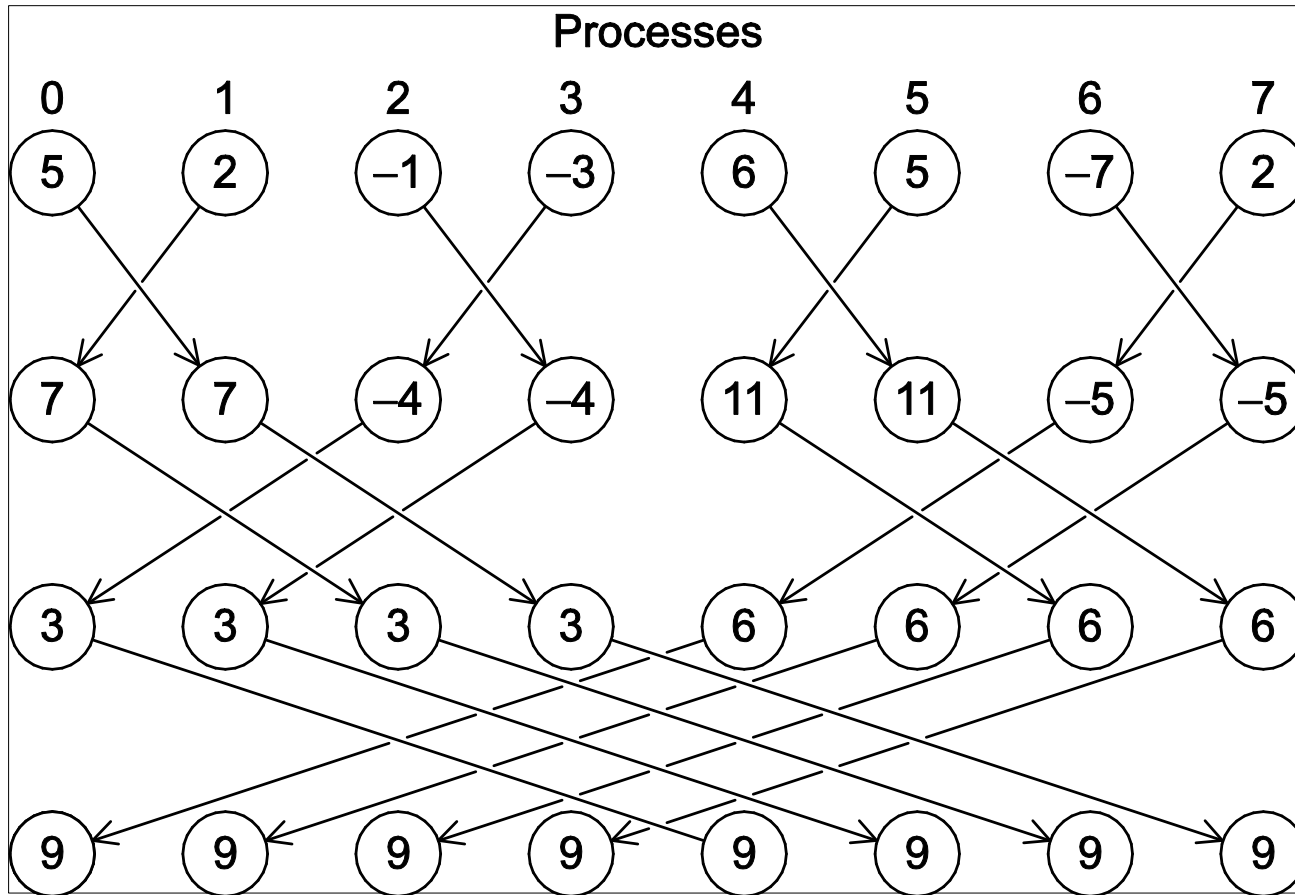 Processes
0 1 2 3 4 5 6 7
5 2 –1 –3 6 5 –7 2
7 7 –4 –4 11 11 –5 –5
3 3 3 3 6 6 6 6
9 9 9 9 9 9 9 9